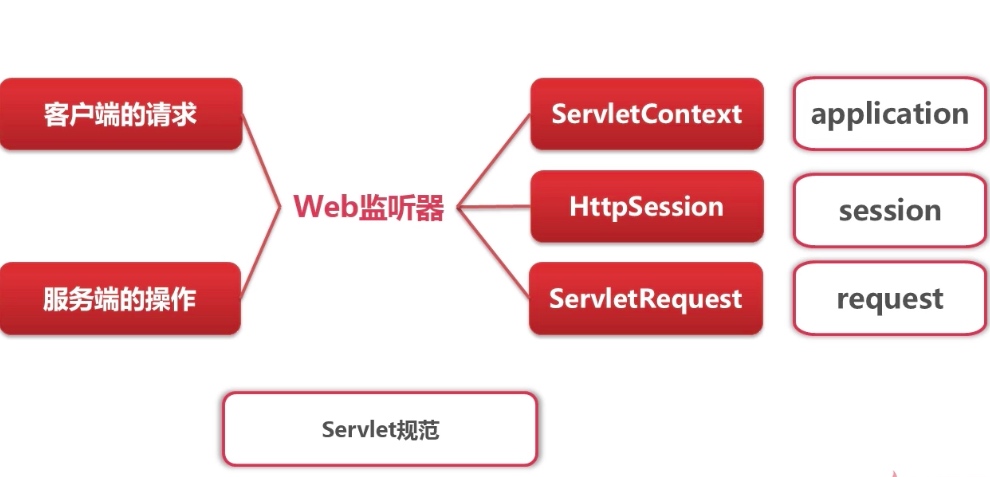 客户端的请求
ServletContext
application
Web监听器
HttpSession
session
服务端的操作
ServletRequest
request
Servlet规范